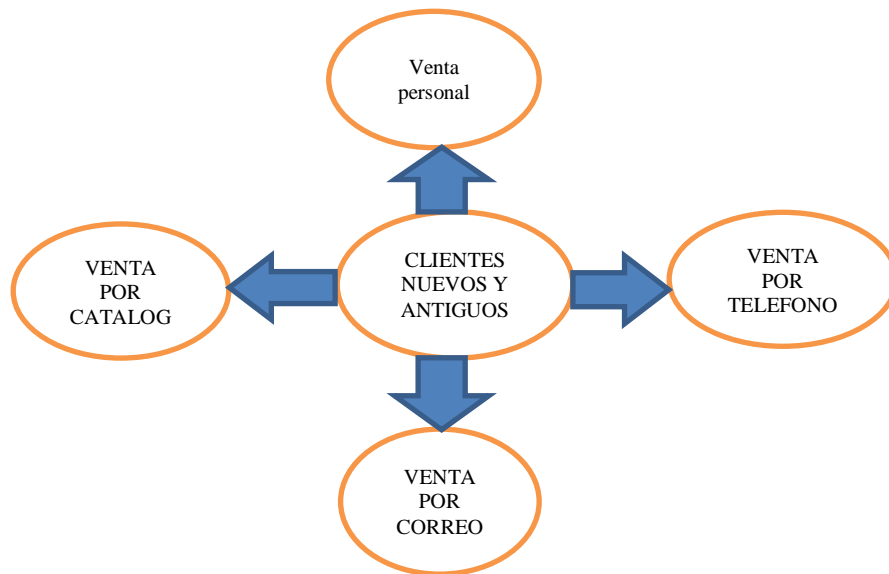 Venta
personal
VENTA
POR
CATALOG
CLIENTES
NUEVOS Y
ANTIGUOS
VENTA
POR
TELEFONO
VENTA
POR
CORREO